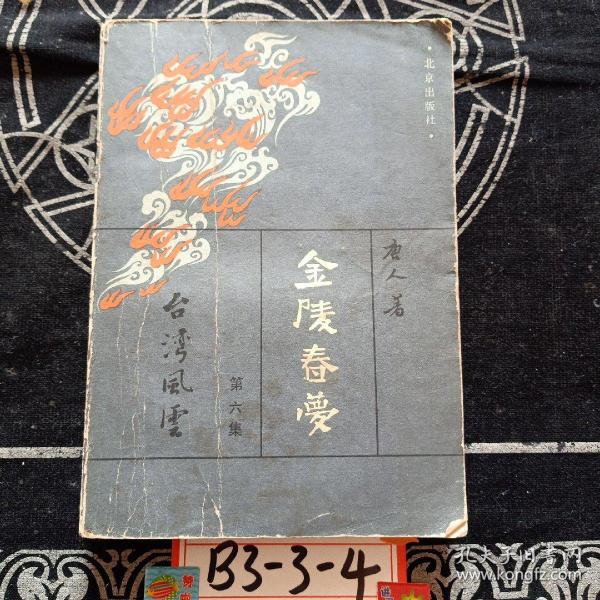 ·北京出版社·
唐人著
金陵春夢
第六集
台湾風雲
B3-3-4
孔夫子旧书网
kongfz.com